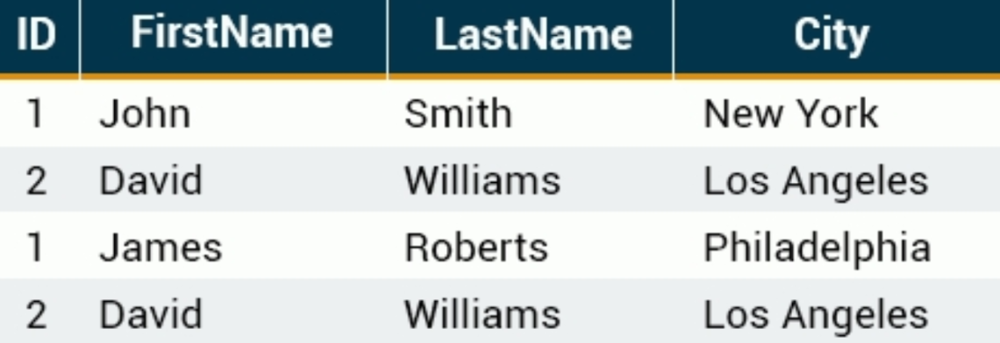 ID FirstName LastName City
1 John Smith New York
2 David Williams Los Angeles
1 James Roberts Philadelphia
2 David Williams Los Angeles